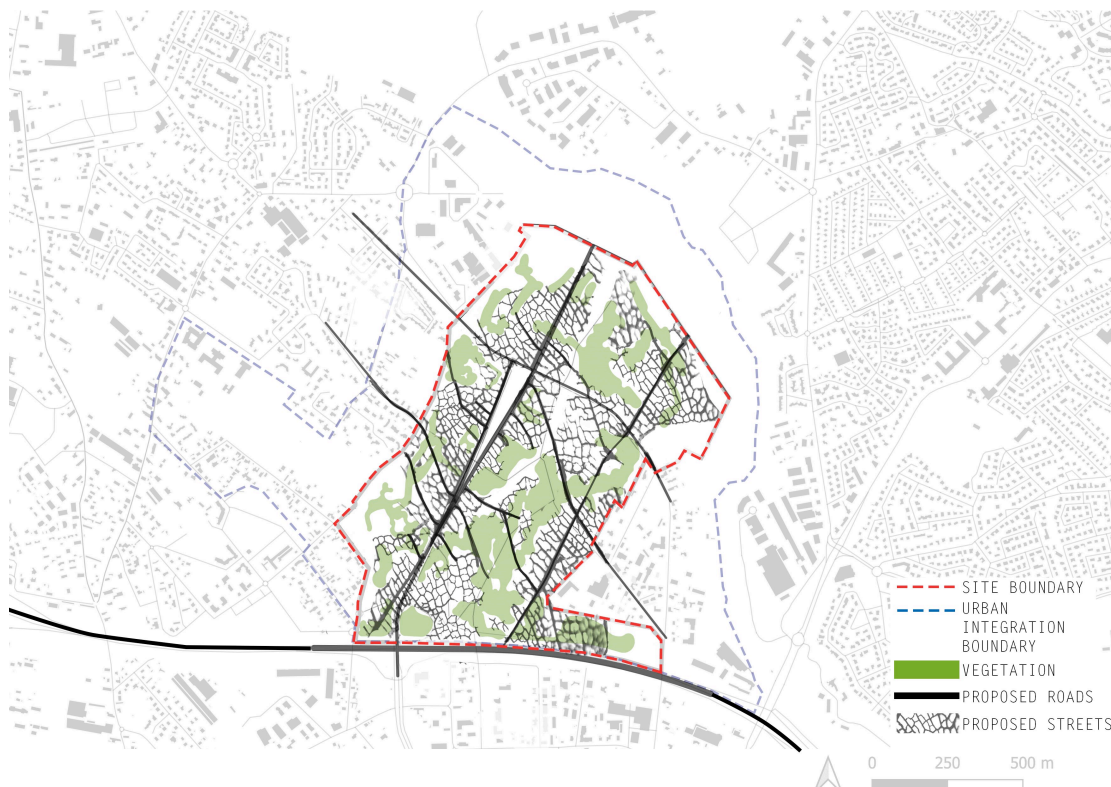 SITE BOUNDARY
URBAN
INTEGRATION
BOUNDARY
VEGETATION
PROPOSED ROADS
PROPOSED STREETS
0 250 500 m